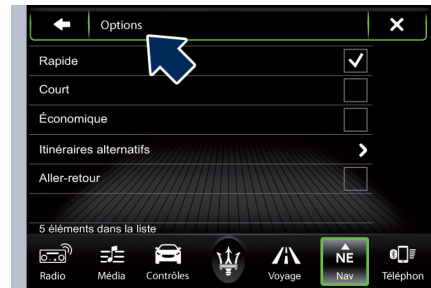 Options
Rapide
Court
Économique
Itinéraires alternatifs
Aller-retour
5 éléments dans la liste
NE
Radio Média Contrôles Voyage Nav Téléphon